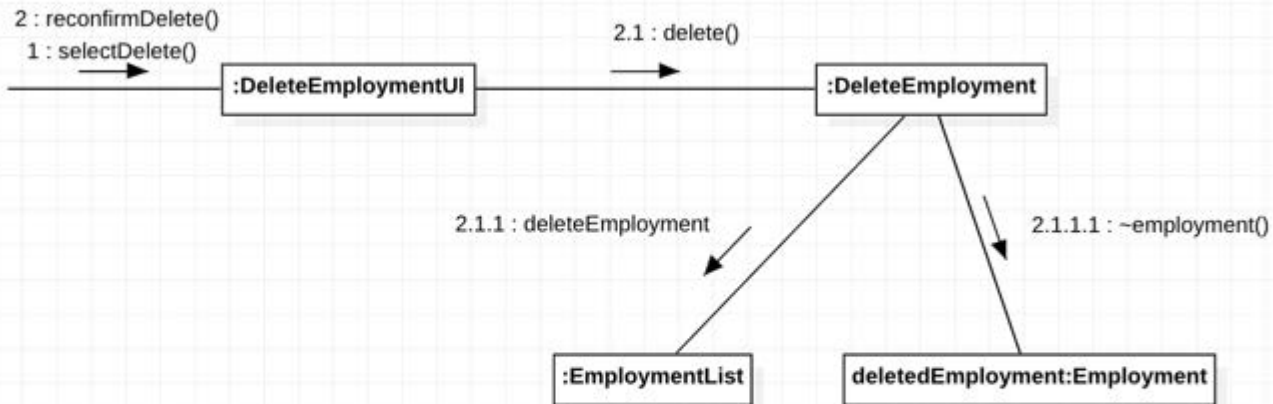 2 : reconfirmDelete()
1 : selectDelete()
2.1 : delete()
:DeleteEmploymentUI
:DeleteEmployment
2.1.1 : deleteEmployment
2.1.1.1 : ~employment()
:EmploymentList
deletedEmployment:Employment